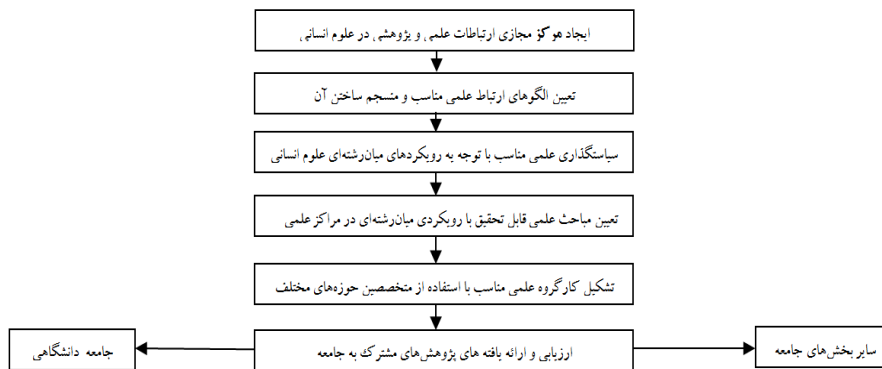 ایجاد مرکز مجازی ارتباطات علمی و پژوهشی در علوم انسانی
تعیین الگوهای ارتباط علمی مناسب و منسجم ساختن آن
سیاستگذاری علمی مناسب با توجه به رویکردهای میان‌رشته‌ای علوم انسانی
تعیین مباحث علمی قابل تحقیق با رویکردی میان‌رشته‌ای در مراکز علمی
تشکیل کارگروه علمی مناسب با استفاده از متخصصین حوزه‌های مختلف
سایر بخش‌های جامعه
ارزیابی و ارائه یافته های پژوهش‌های مشترك به جامعه
جامعه دانشگاهی